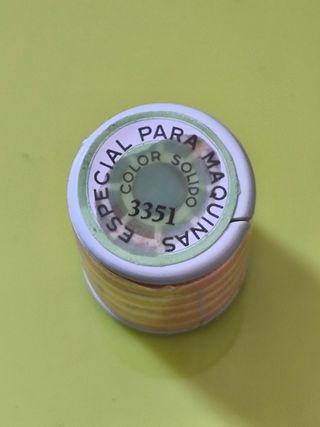 ESPECIAL PARA MAQUINAS
COLOR SOLIDO
3351